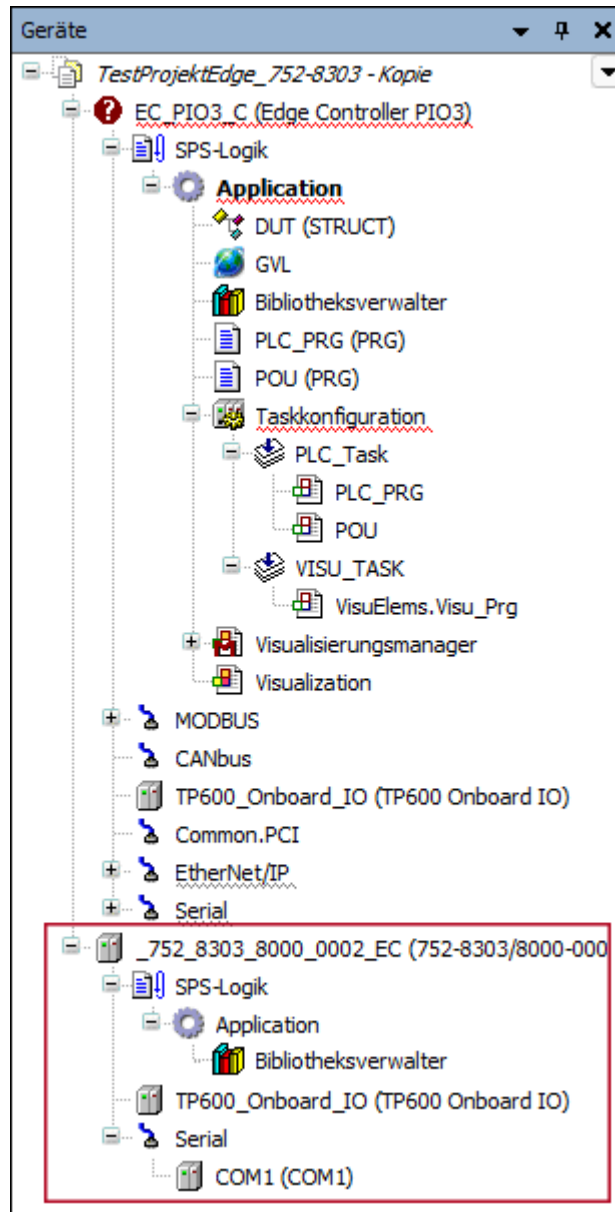 Geräte
TestProjektEdge_752-8303 - Kopie
EC_PIO3_C (Edge Controller PIO3)
SPS-Logik
Application
DUT (STRUCT)
GVL
Bibliotheksverwalter
PLC_PRG (PRG)
POU (PRG)
Taskkonfiguration
PLC_Task
PLC_PRG
POU
VISU_TASK
VisuElems.Visu_Prg
Visualisierungsmanager
Visualization
MODBUS
CANbus
TP600_Onboard_IO (TP600 Onboard IO)
Common.PCI
EtherNet/IP
Serial
_752_8303_8000_0002_EC (752-8303/8000-000
SPS-Logik
Application
Bibliotheksverwalter
TP600_Onboard_IO (TP600 Onboard IO)
Serial
COM1 (COM1)